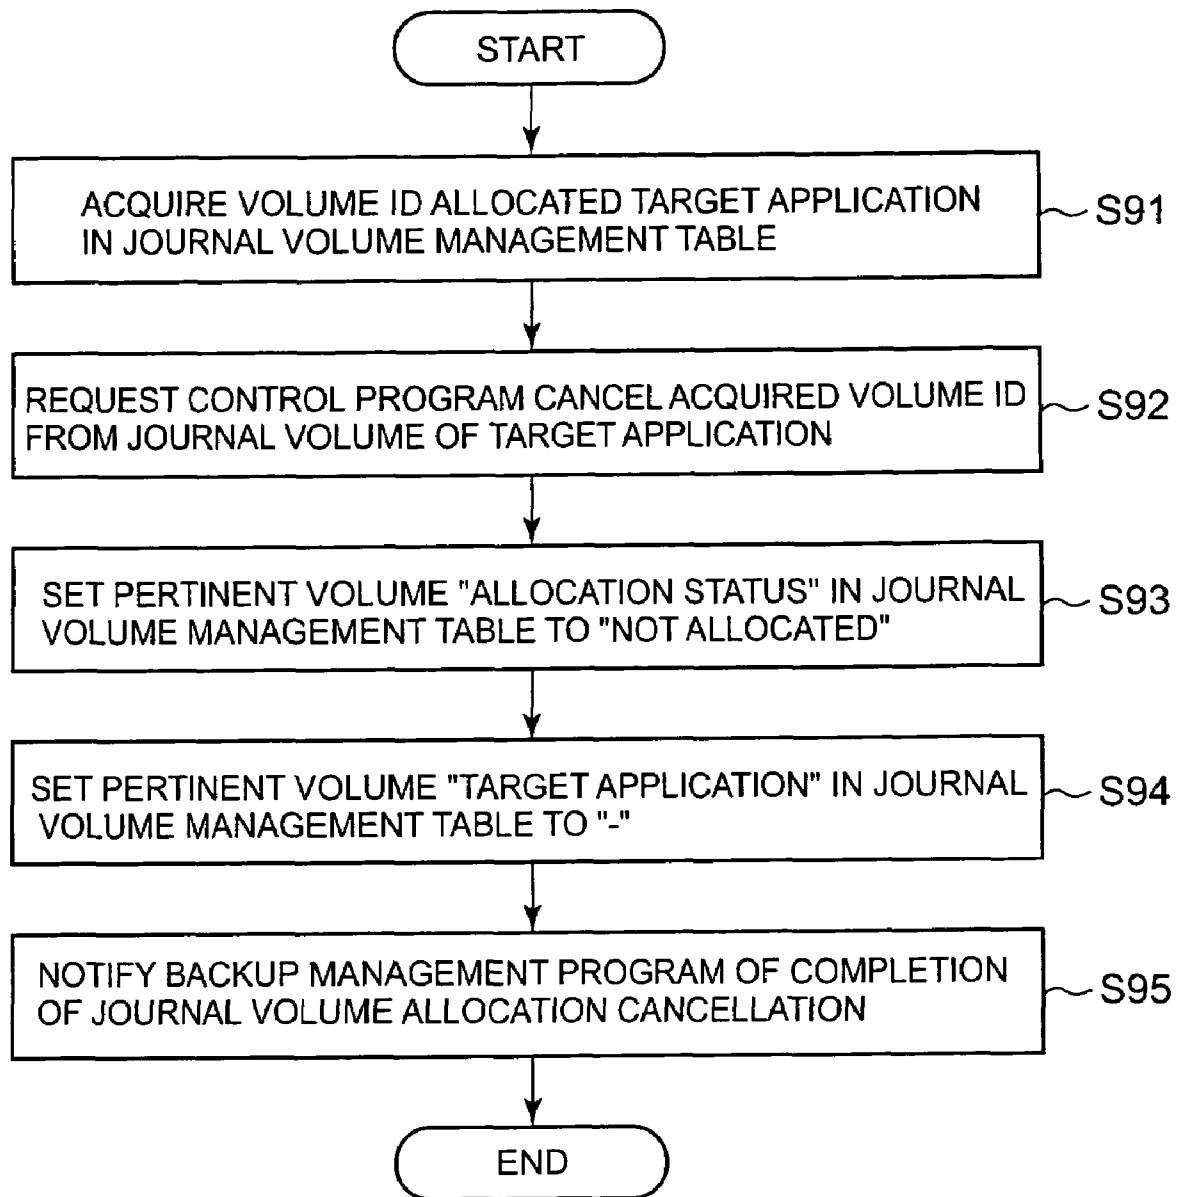 START
ACQUIRE VOLUME ID ALLOCATED TARGET APPLICATION
IN JOURNAL VOLUME MANAGEMENT TABLE
S91
REQUEST CONTROL PROGRAM CANCEL ACQUIRED VOLUME ID
FROM JOURNAL VOLUME OF TARGET APPLICATION
S92
SET PERTINENT VOLUME "ALLOCATION STATUS" IN JOURNAL
VOLUME MANAGEMENT TABLE TO "NOT ALLOCATED"
S93
SET PERTINENT VOLUME "TARGET APPLICATION" IN JOURNAL
VOLUME MANAGEMENT TABLE TO "-"
S94
NOTIFY BACKUP MANAGEMENT PROGRAM OF COMPLETION
OF JOURNAL VOLUME ALLOCATION CANCELLATION
S95
END